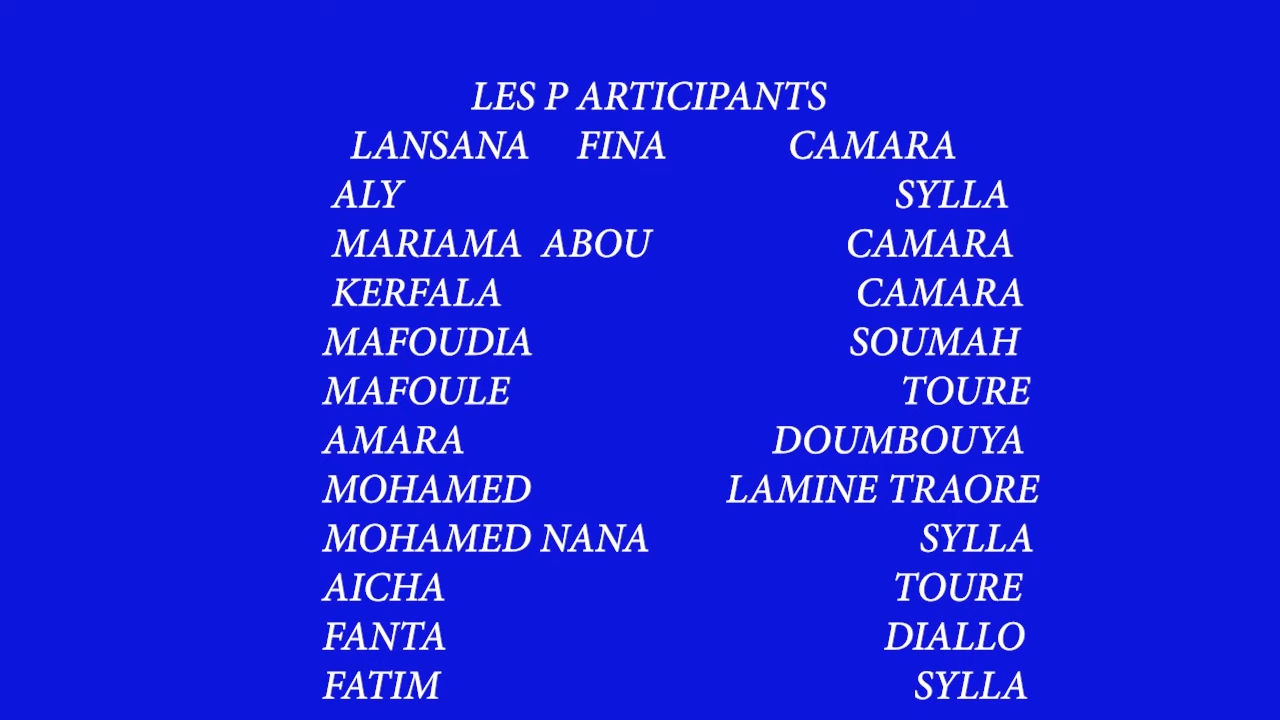 LES P ARTICIPANTS
LANSANA FINA CAMARA
ALY SYLLA
MARIAMA ABOU CAMARA
KERFALA CAMARA
MAFOUDIA SOUMAH
MAFOULE TOURE
AMARA DOUMBOUYA
MOHAMED LAMINE TRAORE
MOHAMED NANA SYLLA
AICHA TOURE
FANTA DIALLO
FATIM SYLLA